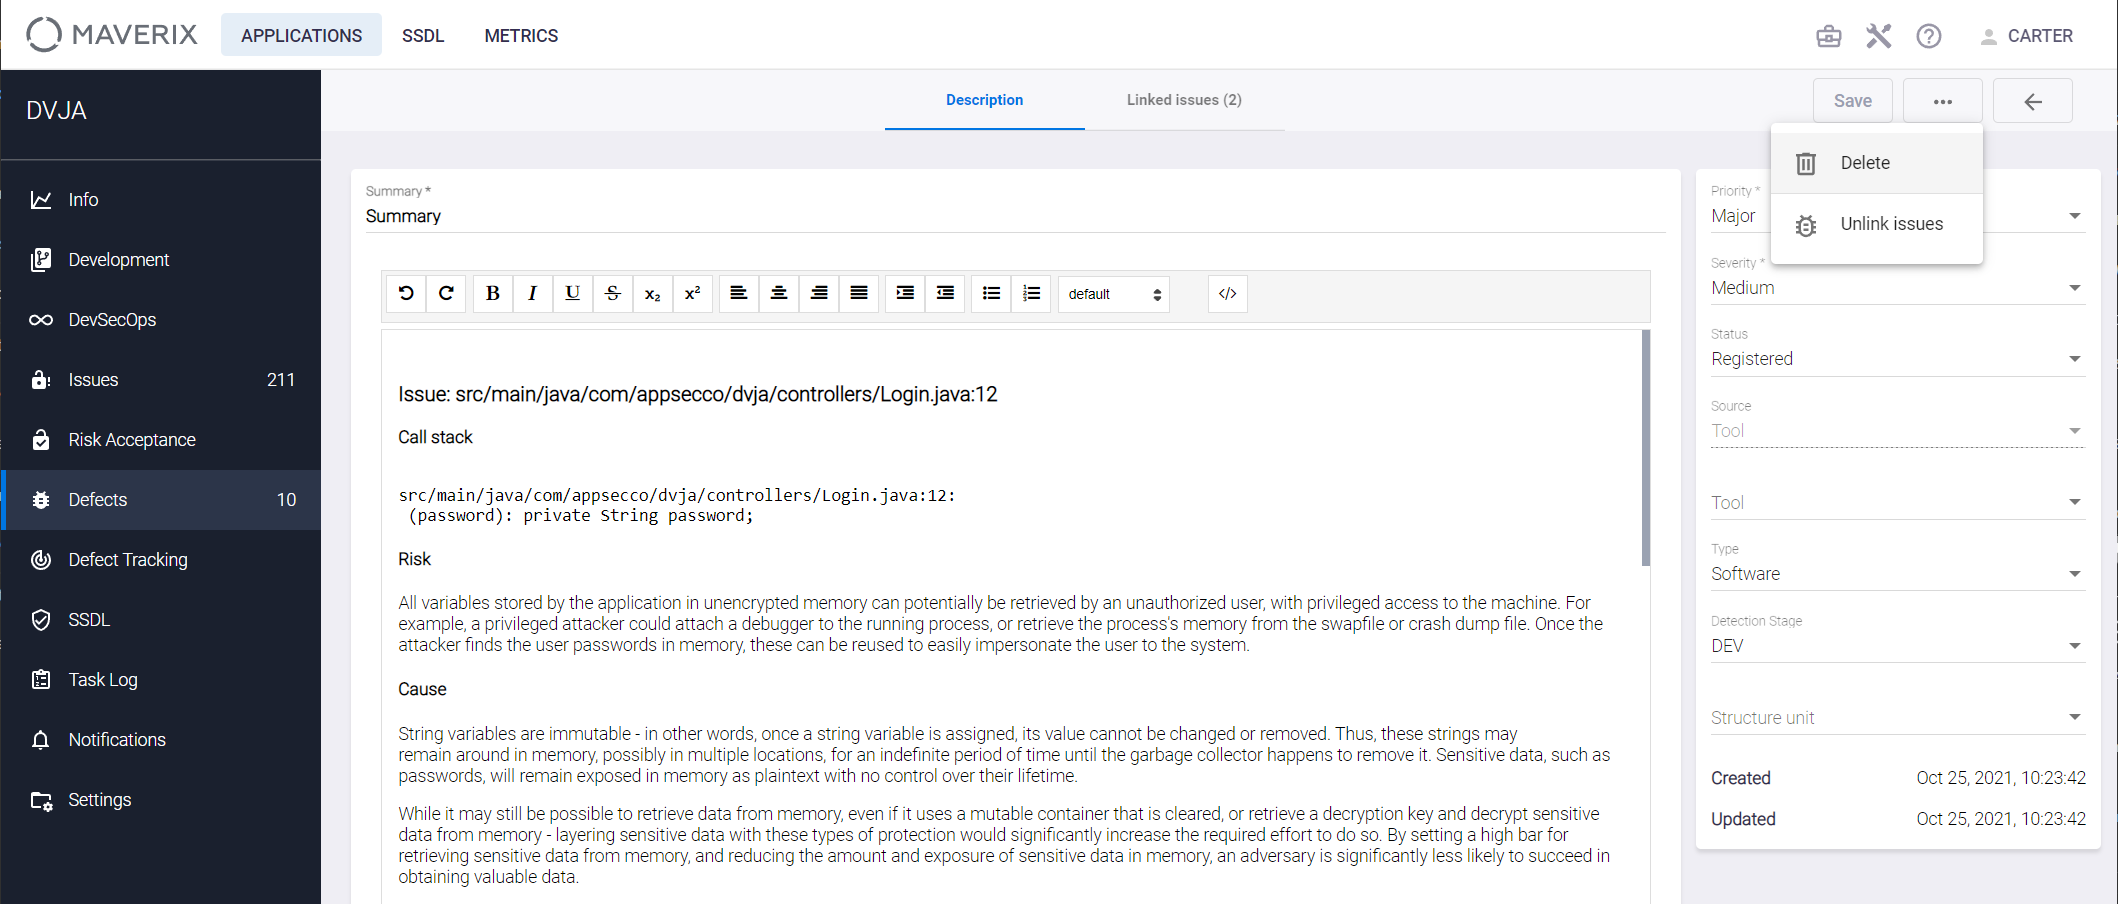 MAVERIX
APPLICATIONS
SSDL
METRICS
CARTER
DVJA
Info
Development
DevSecOps
Issues 211
Risk Acceptance
Defects 10
Defect Tracking
SSDL
Task Log
Notifications
Settings
Description
Linked issues (2)
Save
Delete
Unlink issues
Summary *
Summary
B I U S x₂ x²
default
</>
Issue: src/main/java/com/appsecco/dvja/controllers/Login.java:12
Call stack
src/main/java/com/appsecco/dvja/controllers/Login.java:12:
(password): private String password;
Risk
All variables stored by the application in unencrypted memory can potentially be retrieved by an unauthorized user, with privileged access to the machine. For
example, a privileged attacker could attach a debugger to the running process, or retrieve the process's memory from the swapfile or crash dump file. Once the
attacker finds the user passwords in memory, these can be reused to easily impersonate the user to the system.
Cause
String variables are immutable - in other words, once a string variable is assigned, its value cannot be changed or removed. Thus, these strings may
remain around in memory, possibly in multiple locations, for an indefinite period of time until the garbage collector happens to remove it. Sensitive data, such as
passwords, will remain exposed in memory as plaintext with no control over their lifetime.
While it may still be possible to retrieve data from memory, even if it uses a mutable container that is cleared, or retrieve a decryption key and decrypt sensitive
data from memory - layering sensitive data with these types of protection would significantly increase the required effort to do so. By setting a high bar for
retrieving sensitive data from memory, and reducing the amount and exposure of sensitive data in memory, an adversary is significantly less likely to succeed in
obtaining valuable data.
Priority *
Major
Severity *
Medium
Status
Registered
Source
Tool
Tool
Type
Software
Detection Stage
DEV
Structure unit
Created Oct 25, 2021, 10:23:42
Updated Oct 25, 2021, 10:23:42